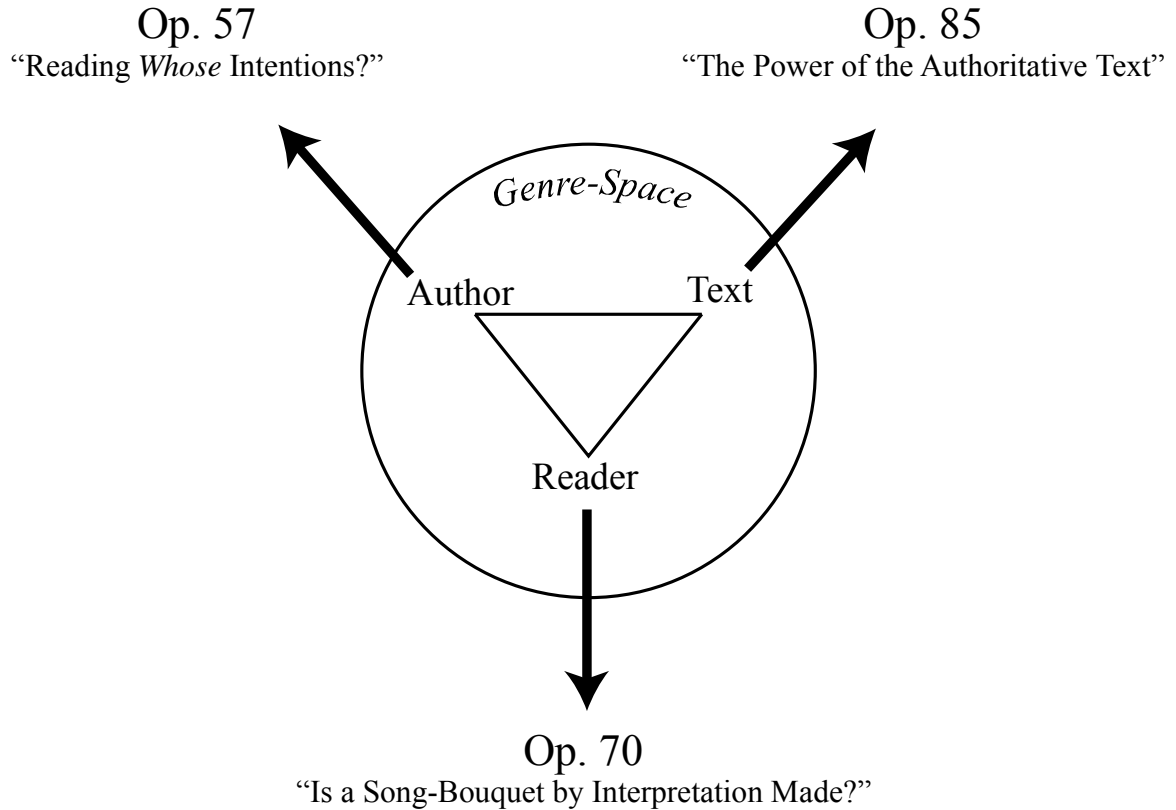 Op. 57
“Reading Whose Intentions?”
Op. 85
“The Power of the Authoritative Text”
Genre-Space
Author
Text
Reader
Op. 70
“Is a Song-Bouquet by Interpretation Made?”